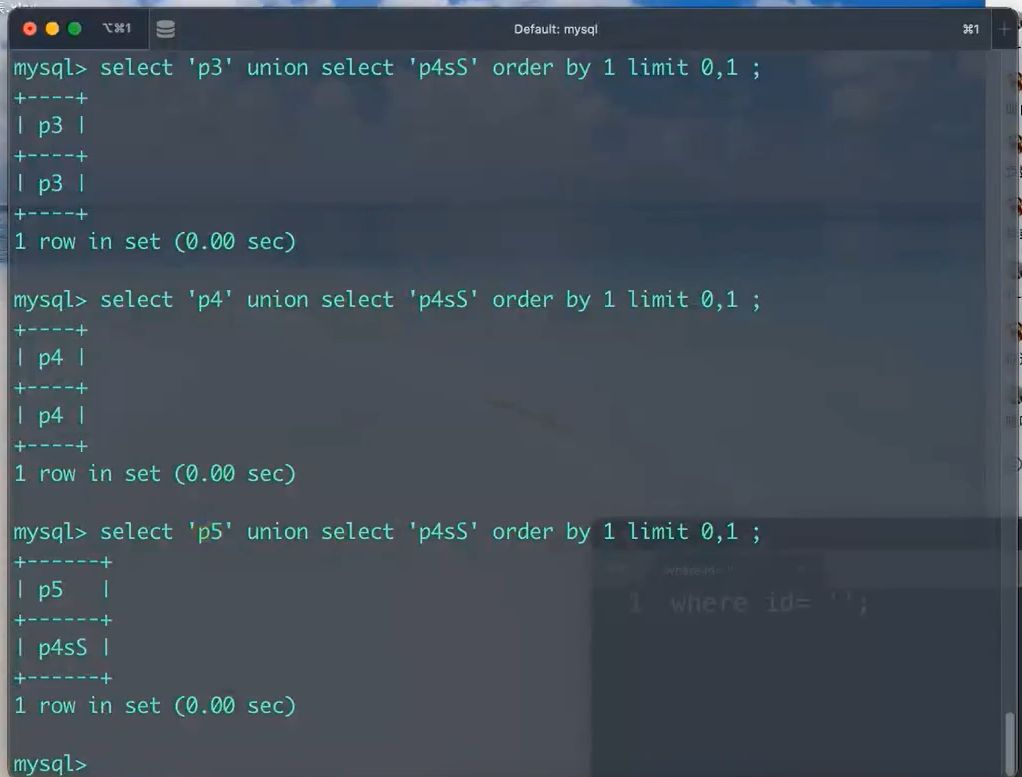 ⌥⌘1
Default: mysql
⌘1
mysql> select 'p3' union select 'p4sS' order by 1 limit 0,1 ;
+----+
| p3 |
+----+
| p3 |
+----+
1 row in set (0.00 sec)
mysql> select 'p4' union select 'p4sS' order by 1 limit 0,1 ;
+----+
| p4 |
+----+
| p4 |
+----+
1 row in set (0.00 sec)
mysql> select 'p5' union select 'p4sS' order by 1 limit 0,1 ;
+------+
| p5   |
+------+
| p4sS |
+------+
1 row in set (0.00 sec)
1 where id= '';
mysql>